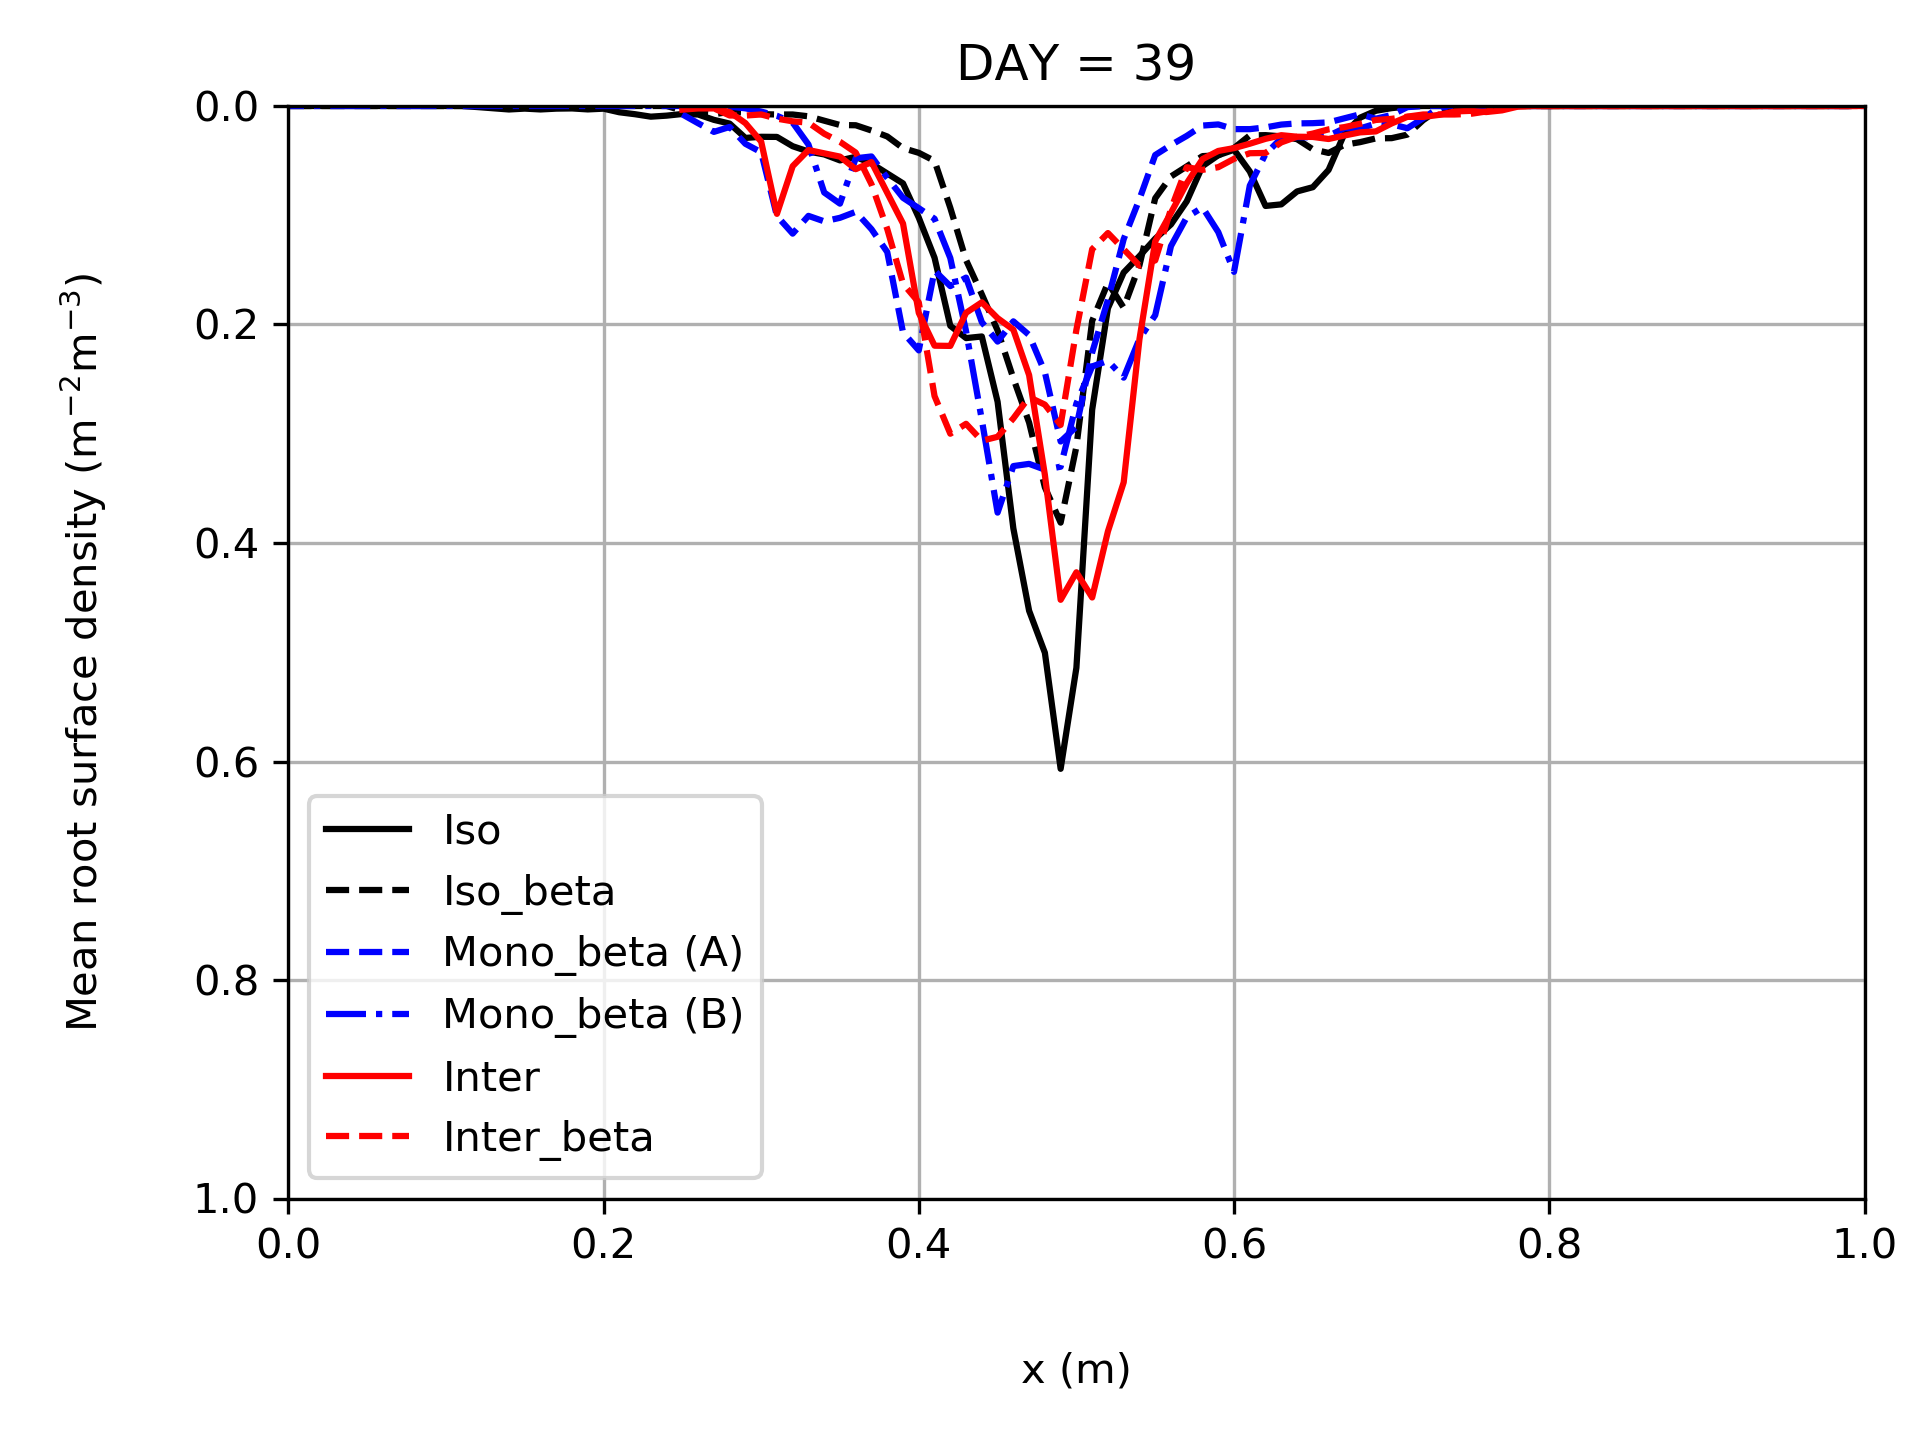 DAY = 39
0.0
0.2
0.4
0.6
0.8
1.0
Mean root surface density (m⁻²m⁻³)
Iso
Iso_beta
Mono_beta (A)
Mono_beta (B)
Inter
Inter_beta
0.0 0.2 0.4 0.6 0.8 1.0
x (m)